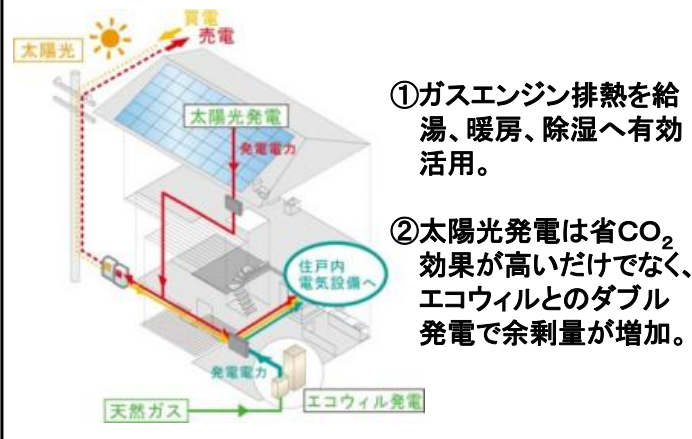 買電
売電
太陽光
太陽光発電
発電電力
住戸内
電気設備へ
発電電力
エコウィル発電
天然ガス
①ガスエンジン排熱を給
湯、暖房、除湿へ有効
活用。
②太陽光発電は省CO₂
効果が高いだけでなく、
エコウィルとのダブル
発電で余剰量が増加。